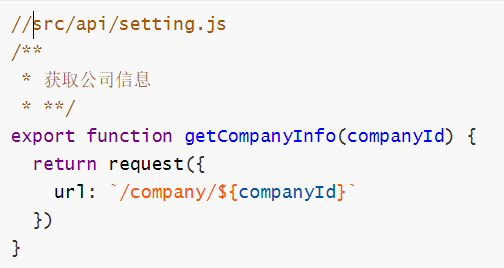 //src/api/setting.js
/**
 * 获取公司信息
 * **/
export function getCompanyInfo(companyId) {
  return request({
    url: `/company/${companyId}`
  })
}